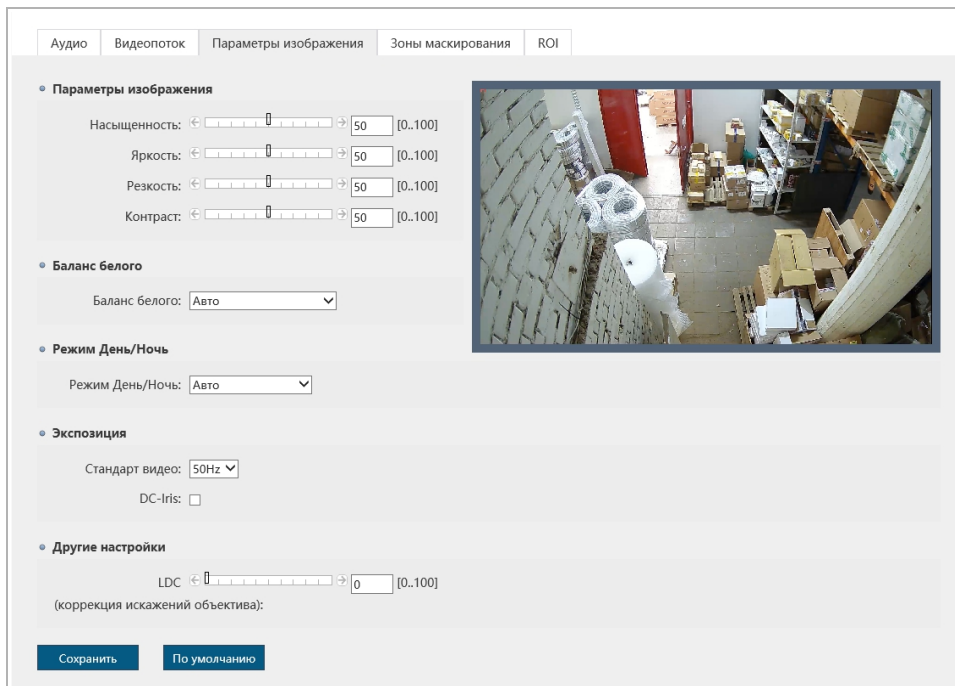 Аудио Видеопоток Параметры изображения Зоны маскирования ROI
Параметры изображения
Насыщенность: 50 [0..100]
Яркость: 50 [0..100]
Резкость: 50 [0..100]
Контраст: 50 [0..100]
Баланс белого
Баланс белого: Авто
Режим День/Ночь
Режим День/Ночь: Авто
Экспозиция
Стандарт видео: 50Hz
DC-Iris:
Другие настройки
LDC 0 [0..100]
(коррекция искажений объектива):
Сохранить По умолчанию